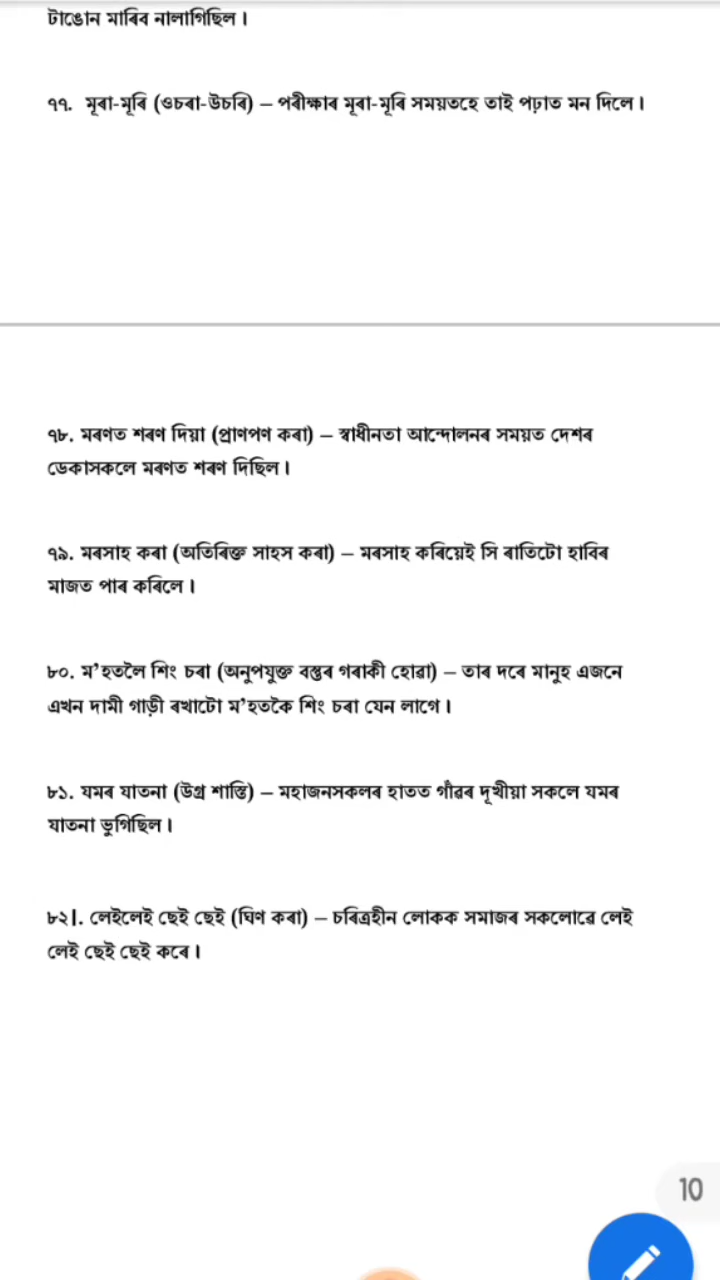 টাঙোন মাৰিব নালাগিছিল।
৭৭. মূৰা-মূৰি (ওচৰা-উচৰি) – পৰীক্ষাৰ মূৰা-মূৰি সময়তহে তাই পঢ়াত মন দিলে।
৭৮. মৰণত শৰণ দিয়া (প্ৰাণপণ কৰা) – স্বাধীনতা আন্দোলনৰ সময়ত দেশৰ
ডেকাসকলে মৰণত শৰণ দিছিল।
৭৯. মৰসাহ কৰা (অতিৰিক্ত সাহস কৰা) – মৰসাহ কৰিয়েই সি ৰাতিটো হাবিৰ
মাজত পাৰ কৰিলে।
৮০. ম’হতলৈ শিং চৰা (অনুপযুক্ত বস্তুৰ গৰাকী হোৱা) – তাৰ দৰে মানুহ এজনে
এখন দামী গাড়ী ৰখাটো ম’হতকৈ শিং চৰা যেন লাগে।
৮১. যমৰ যাতনা (উগ্ৰ শাস্তি) – মহাজনসকলৰ হাতত গাঁৱৰ দূখীয়া সকলে যমৰ
যাতনা ভুগিছিল।
৮২|. লেইলেই ছেই ছেই (ঘিণ কৰা) – চৰিত্ৰহীন লোকক সমাজৰ সকলোৱে লেই
লেই ছেই ছেই কৰে।
10